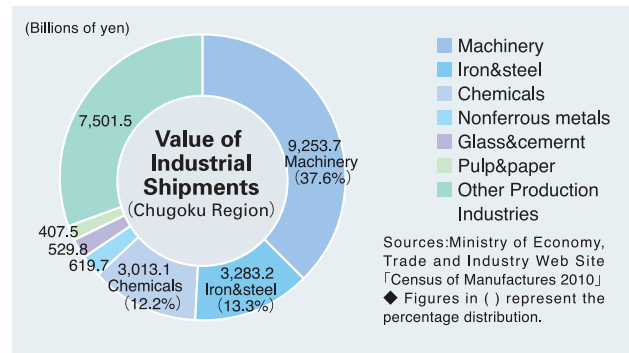 (Billions of yen)
Value of
Industrial
Shipments
(Chugoku Region)
9,253.7
Machinery
(37.6%)
3,283.2
Iron&steel
(13.3%)
3,013.1
Chemicals
(12.2%)
619.7
529.8
407.5
7,501.5
Machinery
Iron&steel
Chemicals
Nonferrous metals
Glass&cemernt
Pulp&paper
Other Production
Industries
Sources:Ministry of Economy,
Trade and Industry Web Site
「Census of Manufactures 2010」
◆ Figures in ( ) represent the
percentage distribution.